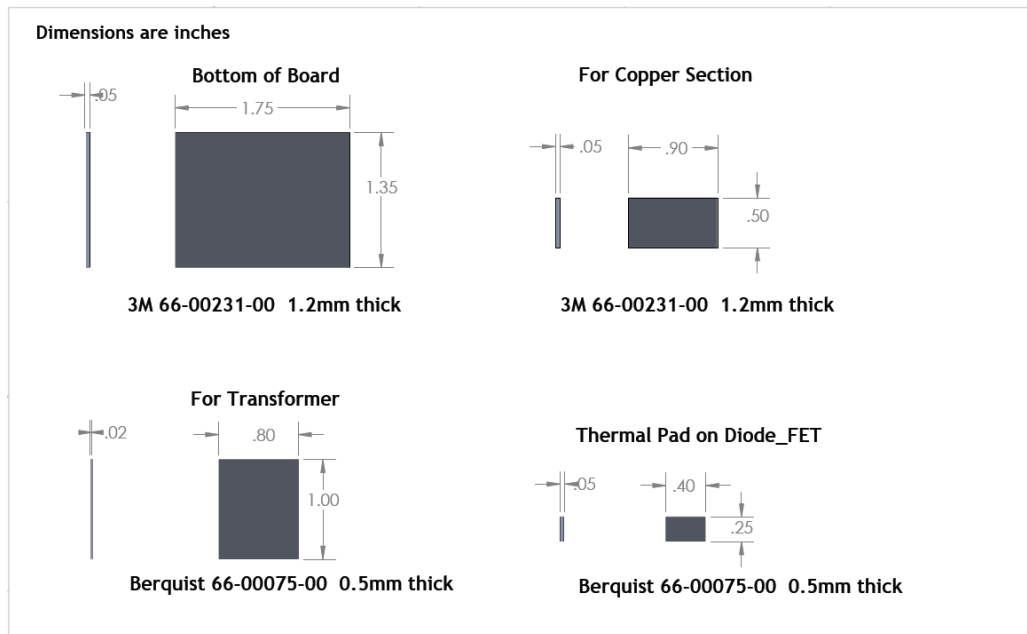 Dimensions are inches
Bottom of Board
For Copper Section
.05
1.75
1.35
.05
.90
.50
3M 66-00231-00  1.2mm thick
3M 66-00231-00  1.2mm thick
For Transformer
Thermal Pad on Diode_FET
.02
.80
1.00
.05
.40
.25
Berquist 66-00075-00  0.5mm thick
Berquist 66-00075-00  0.5mm thick